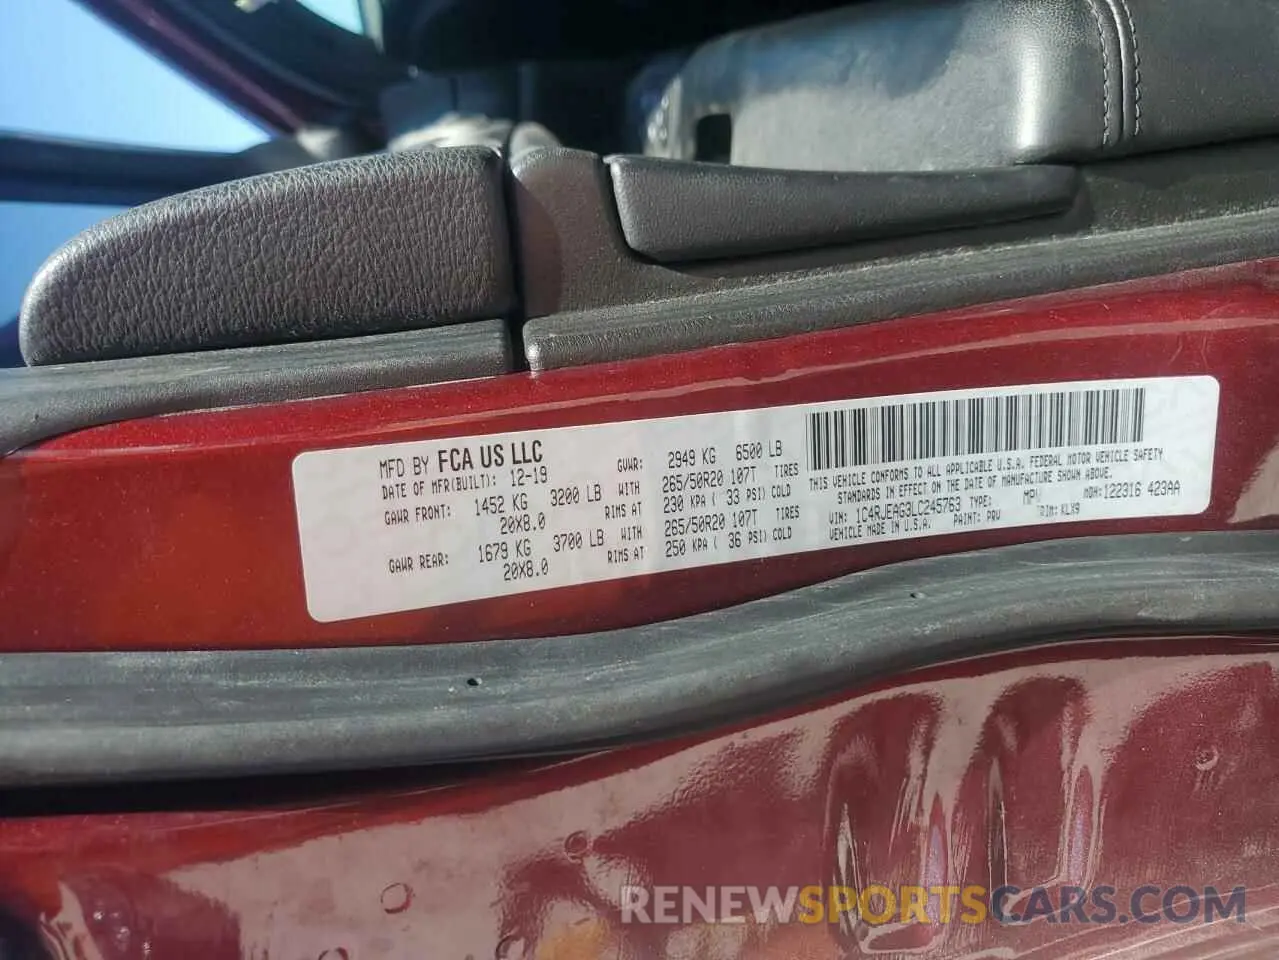 MFD BY FCA US LLC
DATE OF MFR(BUILT): 12-19
GVWR: 2949 KG 6500 LB
GAWR FRONT: 1452 KG 3200 LB WITH 265/50R20 107T TIRES
20X8.0 RIMS AT 230 KPA ( 33 PSI) COLD
GAWR REAR: 1679 KG 3700 LB WITH 265/50R20 107T TIRES
20X8.0 RIMS AT 250 KPA ( 36 PSI) COLD
THIS VEHICLE CONFORMS TO ALL APPLICABLE U.S.A. FEDERAL MOTOR VEHICLE SAFETY
STANDARDS IN EFFECT ON THE DATE OF MANUFACTURE SHOWN ABOVE.
VIN: 1C4RJEAG3LC245763 TYPE: MPV MDH:122316 423AA
VEHICLE MADE IN U.S.A. PAINT: PRV TRIM: KLX9
RENEWSPORTSCARS.COM